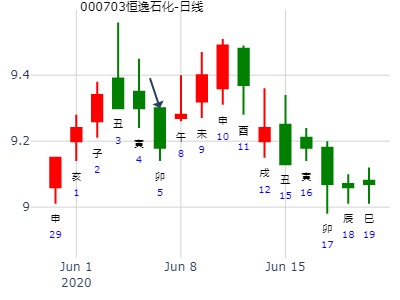 000703恒逸石化-日线
9.4
9.2
9
申
29
亥
1
子
2
丑
3
寅
4
卯
5
午
8
未
9
申
10
酉
11
戌
12
丑
15
寅
16
卯
17
辰
18
巳
19
Jun 1
2020
Jun 8
Jun 15